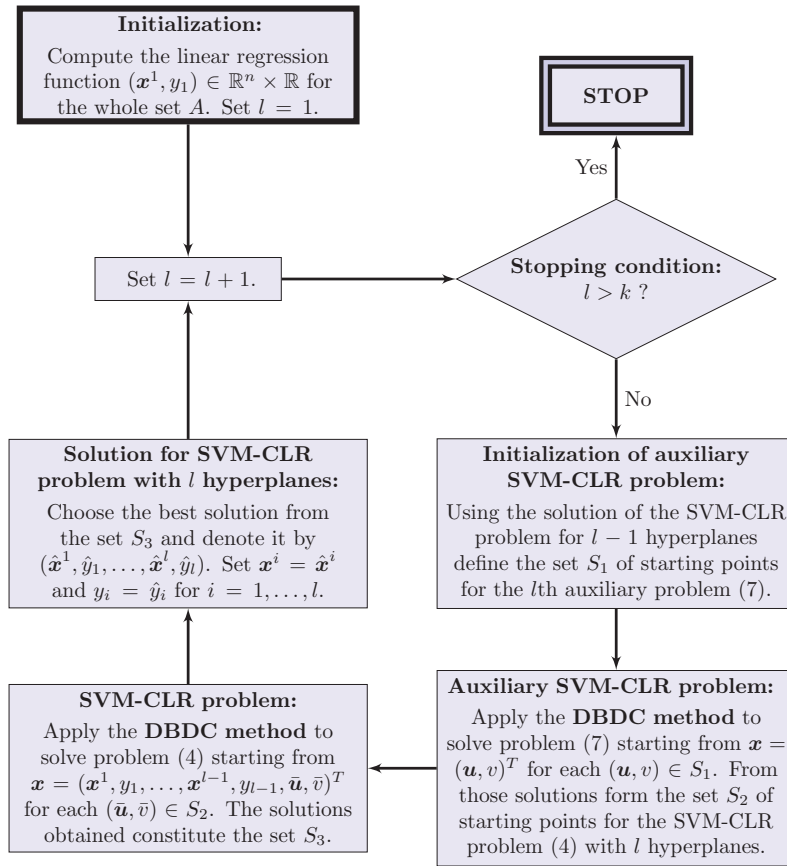 Initialization:
Compute the linear regression
function (𝒙¹, y₁) ∈ ℝⁿ × ℝ for
the whole set A. Set l = 1.
STOP
Yes
Set l = l + 1.
Stopping condition:
l > k ?
No
Solution for SVM-CLR
problem with l hyperplanes:
Choose the best solution from
the set S₃ and denote it by
(𝒙̂¹, ŷ₁, . . . , 𝒙̂ˡ, ŷₗ). Set 𝒙ⁱ = 𝒙̂ⁱ
and yᵢ = ŷᵢ for i = 1, . . . , l.
Initialization of auxiliary
SVM-CLR problem:
Using the solution of the SVM-CLR
problem for l − 1 hyperplanes
define the set S₁ of starting points
for the lth auxiliary problem (7).
SVM-CLR problem:
Apply the DBDC method to
solve problem (4) starting from
𝒙 = (𝒙¹, y₁, . . . , 𝒙ˡ⁻¹, yₗ₋₁, 𝒖̄, v̄)ᵀ
for each (𝒖̄, v̄) ∈ S₂. The solutions
obtained constitute the set S₃.
Auxiliary SVM-CLR problem:
Apply the DBDC method to
solve problem (7) starting from 𝒙 =
(𝒖, v)ᵀ for each (𝒖, v) ∈ S₁. From
those solutions form the set S₂ of
starting points for the SVM-CLR
problem (4) with l hyperplanes.